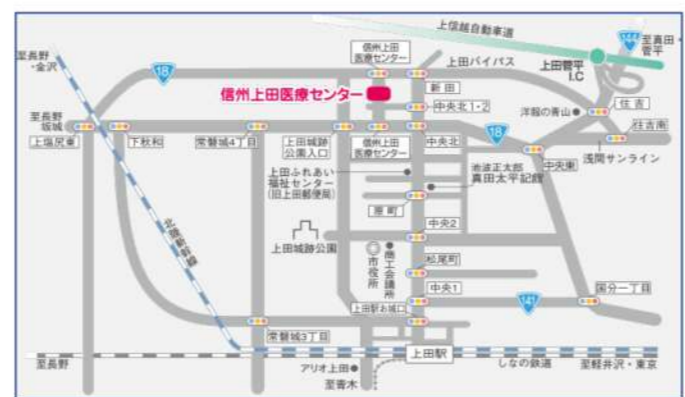 上信越自動車道
144
至真田・
菅平
至長野
・金沢
18
信州上田
医療センター
上田バイパス
上田菅平
I.C
新田
信州上田医療センター
中央北1・2
洋服の青山
住吉
至長野
坂城
上塩尻東
下秋和
常磐城4丁目
上田城跡
公園入口
信州上田
医療センター
中央北
18
住吉南
浅間サンライン
中央東
上田ふれあい
福祉センター
(旧上田郵便局)
池波正太郎
真田太平記館
原町
北陸新幹線
上田城跡公園
市役所
商工会議所
中央2
松尾町
中央1
141
国分一丁目
上田駅お城口
常磐城3丁目
至長野
上田駅
しなの鉄道
至軽井沢・東京
アリオ上田
至青木